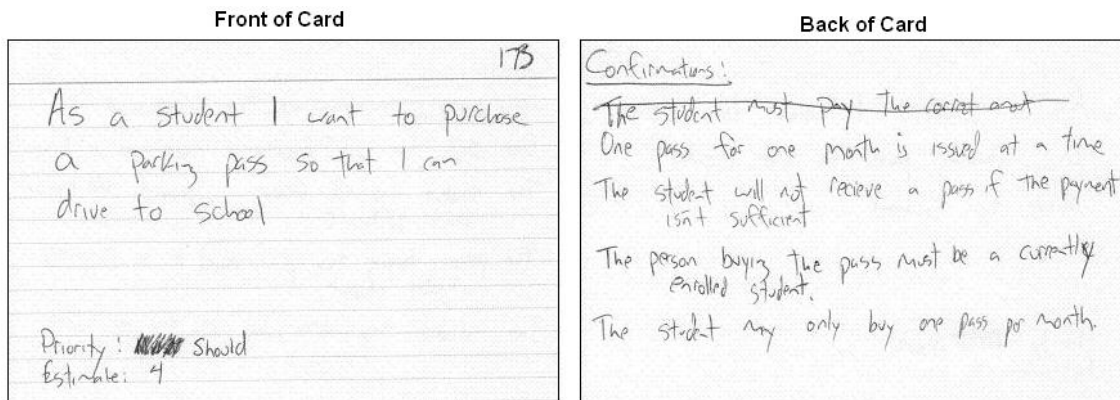 Front of Card
173
As a student I want to purchase
a parking pass so that I can
drive to school
Priority: Should
Estimate: 4
Back of Card
Confirmations:
The student must pay the corret amot
One pass for one month is issued at a time
The student will not recieve a pass if the payment
isn't sufficient
The person buying the pass must be a currently
enrolled student.
The student may only buy one pass per month.